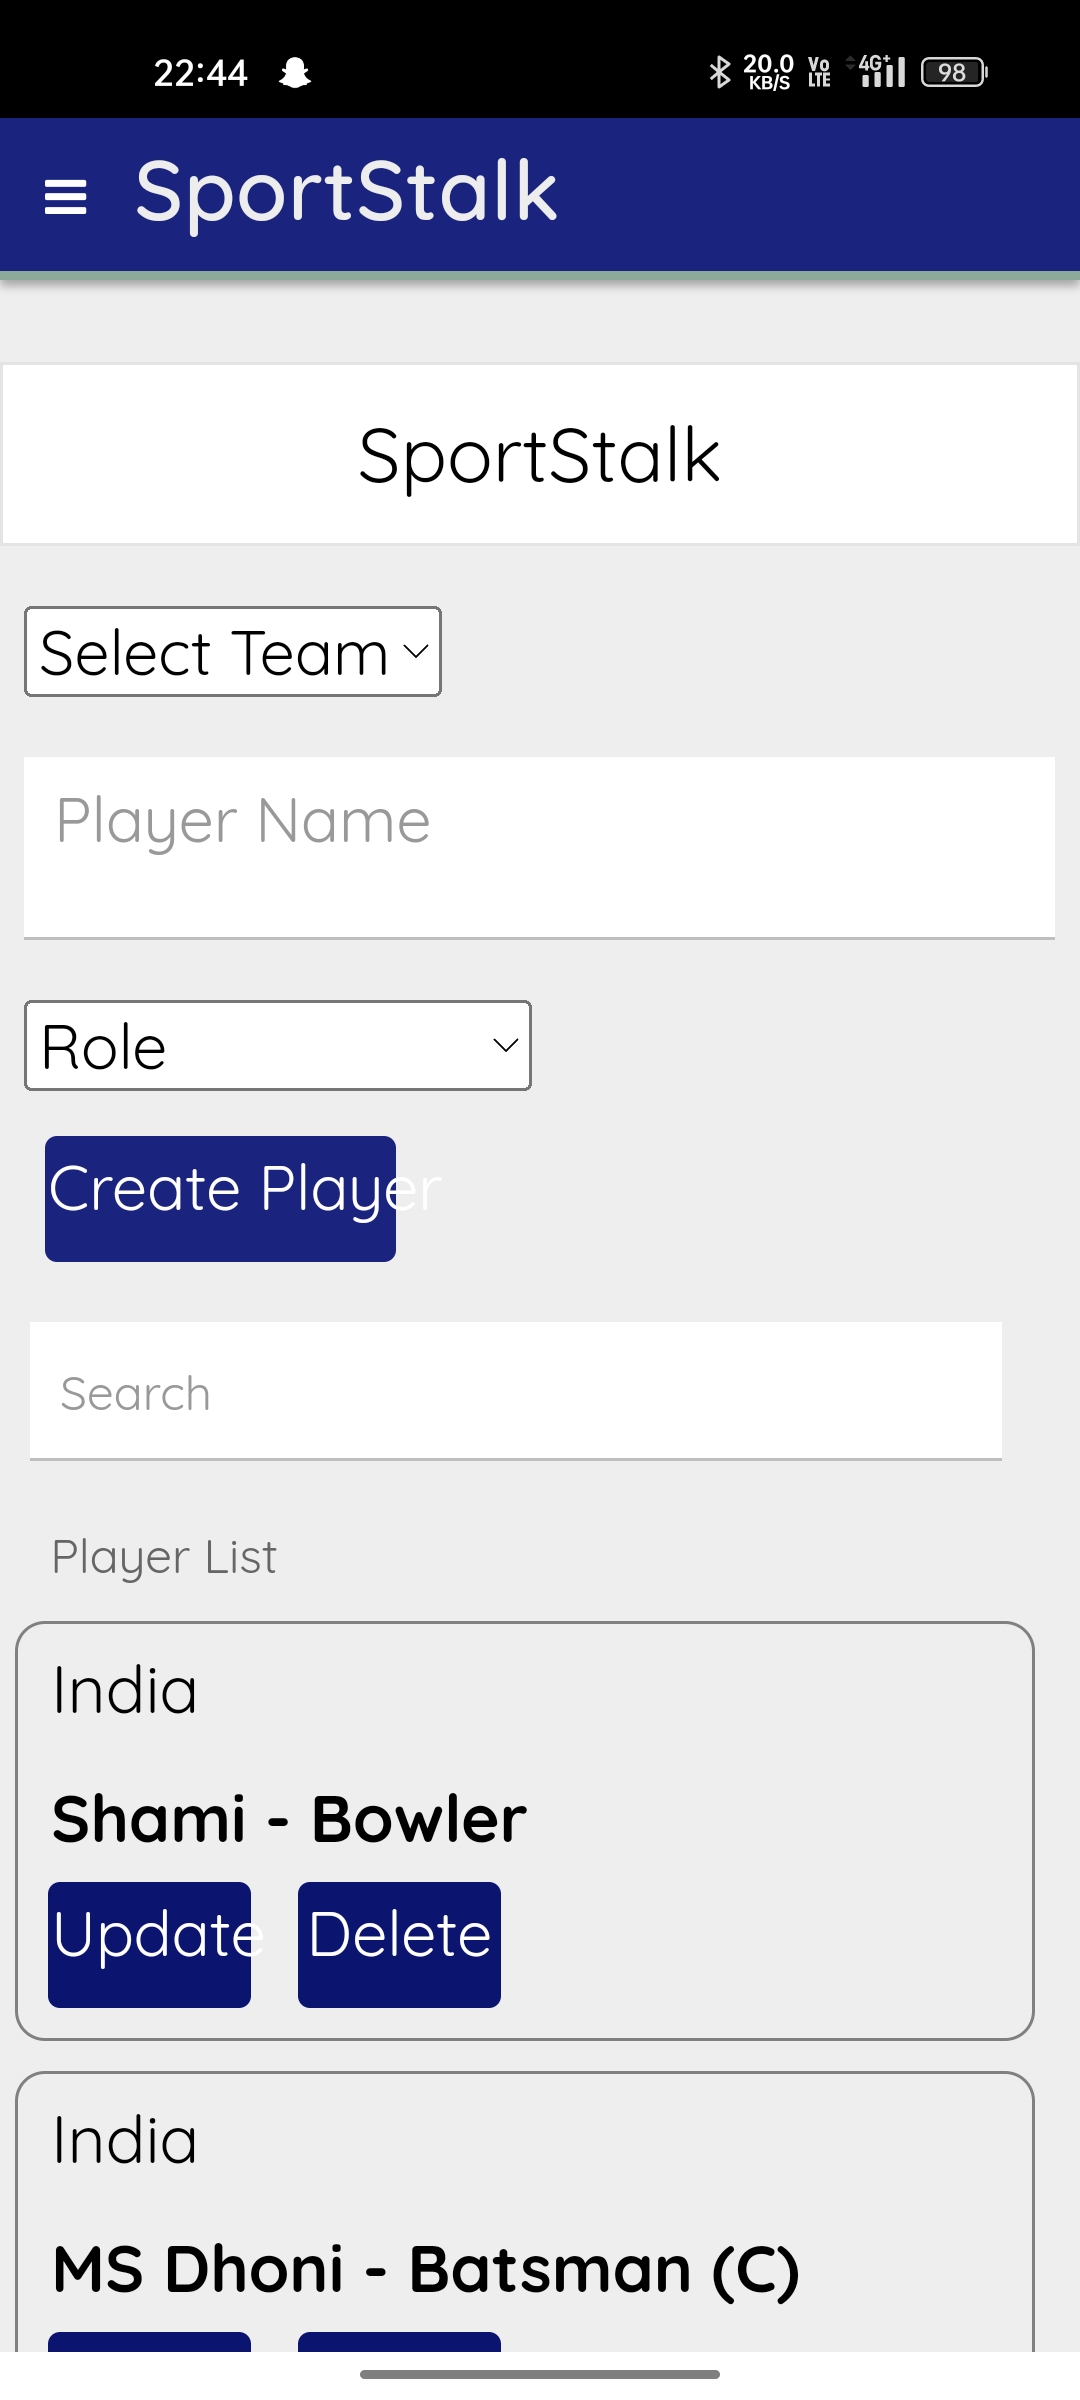 22:44
20.0 KB/S Vo LTE 4G+ 98
SportStalk
SportStalk
Select Team
Player Name
Role
Create Player
Search
Player List
India
Shami - Bowler
Update Delete
India
MS Dhoni - Batsman (C)